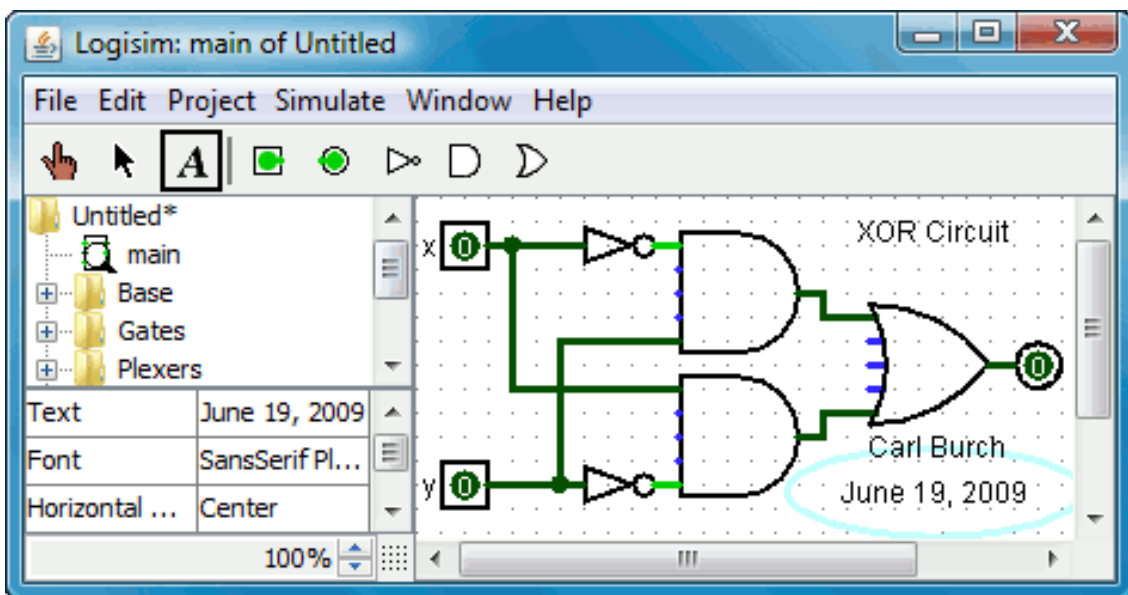 Logisim: main of Untitled
File Edit Project Simulate Window Help
A
Untitled*
main
Base
Gates
Plexers
Text June 19, 2009
Font SansSerif Pl...
Horizontal ... Center
100%
x 0
y 0
XOR Circuit
0
Carl Burch
June 19, 2009